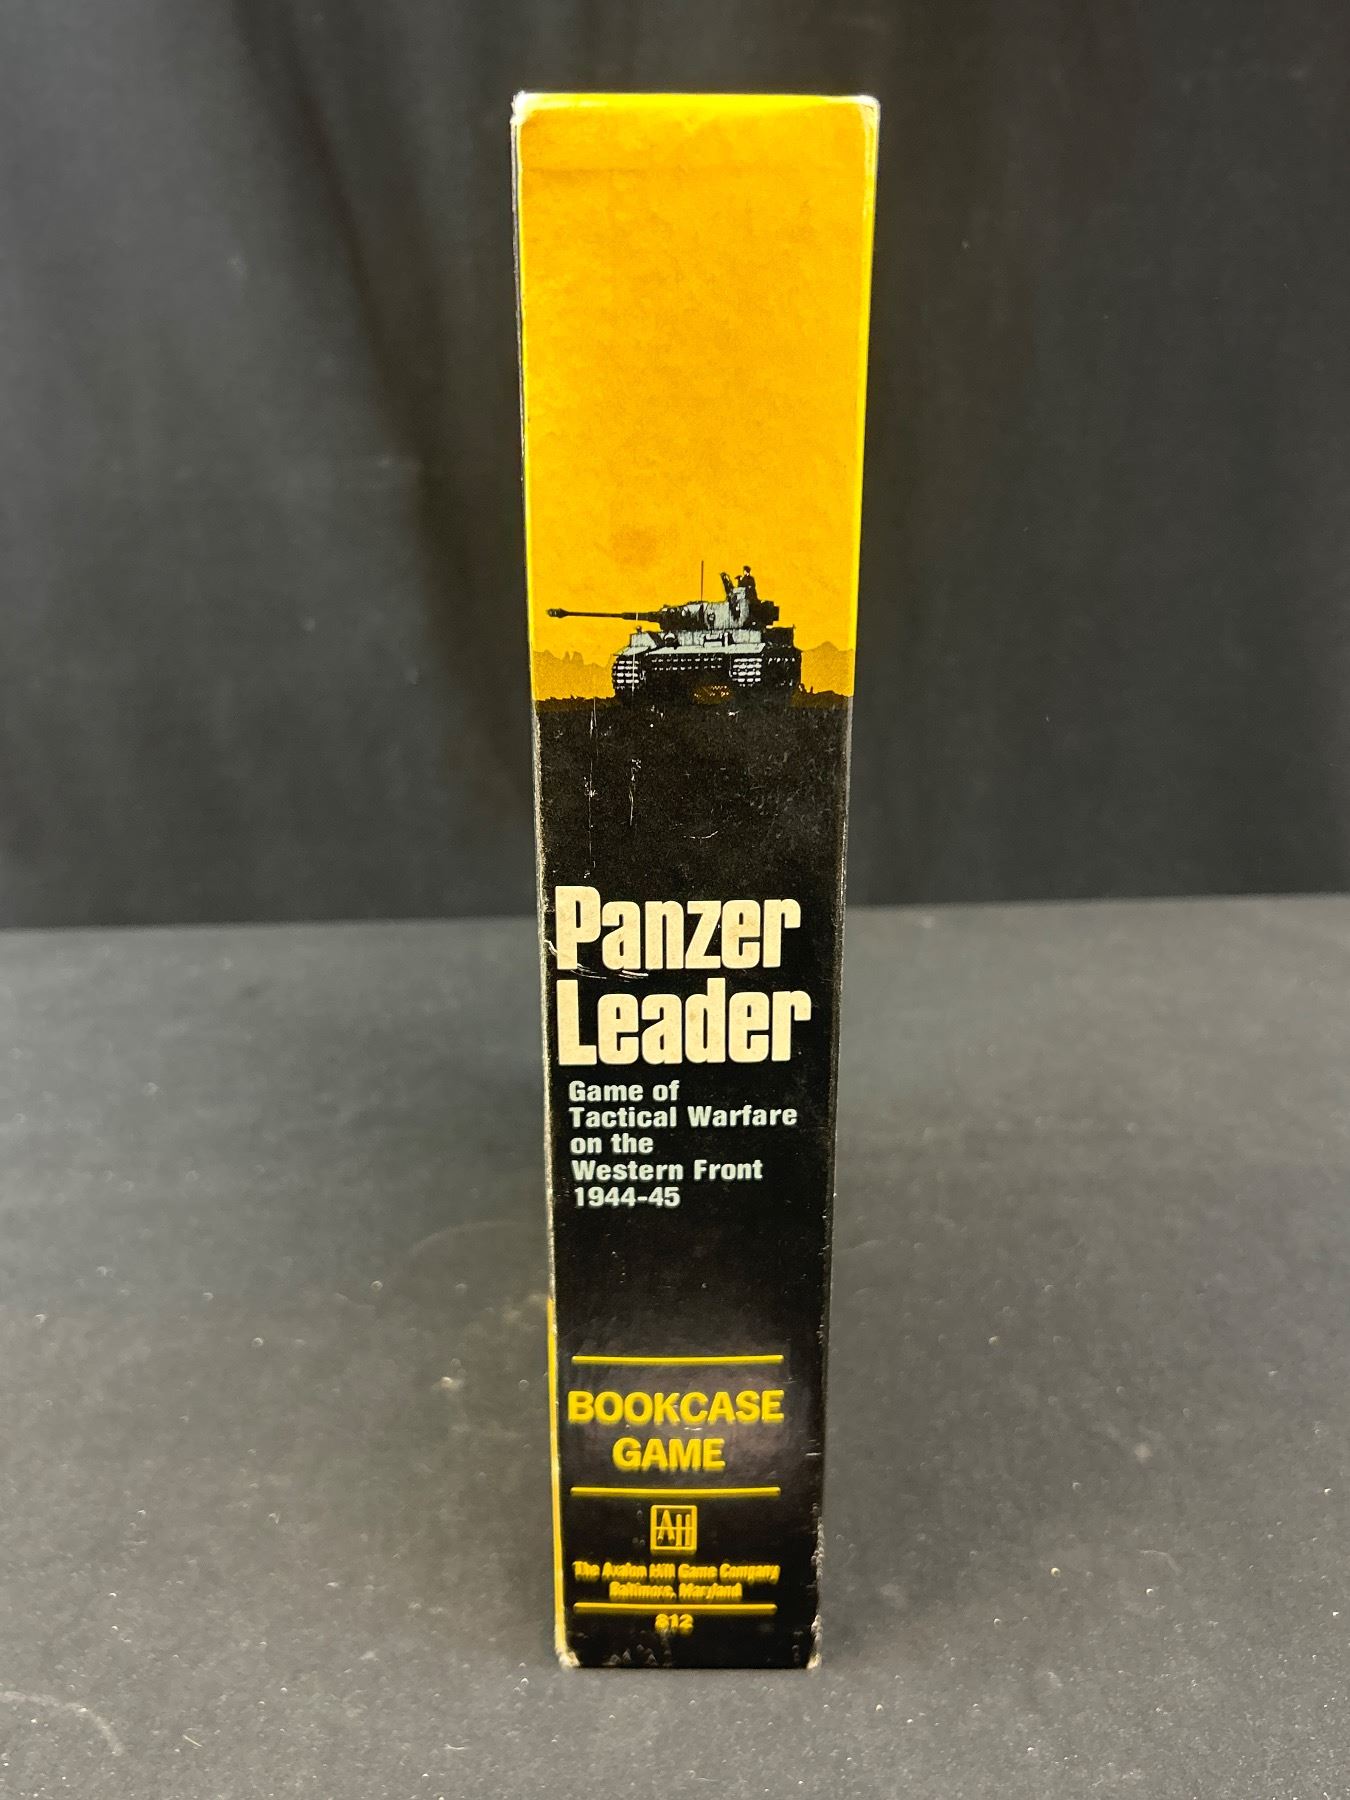 Panzer
Leader
Game of
Tactical Warfare
on the
Western Front
1944-45
BOOKCASE
GAME
AH
The Avalon Hill Game Company
Baltimore, Maryland
812